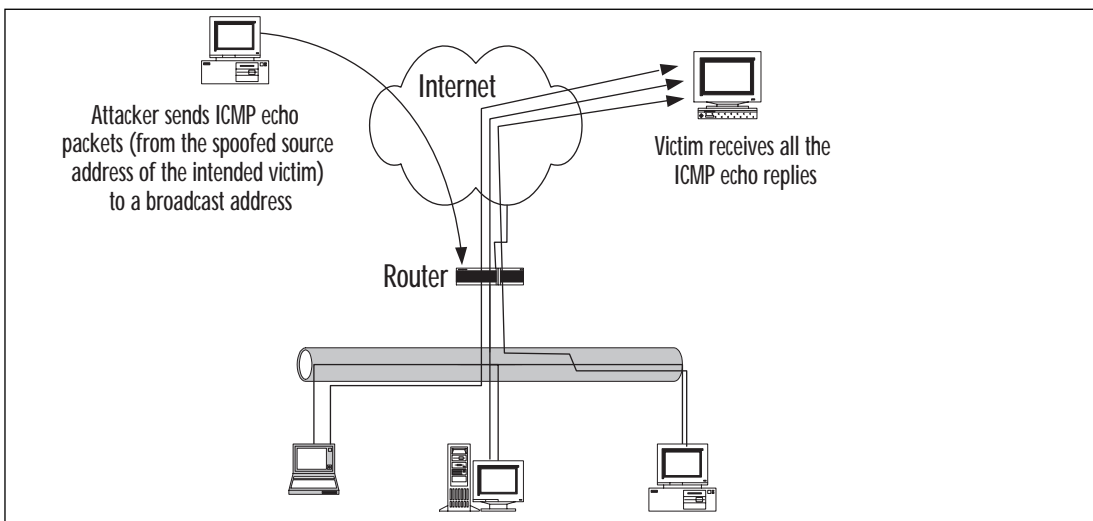 Internet
Attacker sends ICMP echo
packets (from the spoofed source
address of the intended victim)
to a broadcast address
Victim receives all the
ICMP echo replies
Router